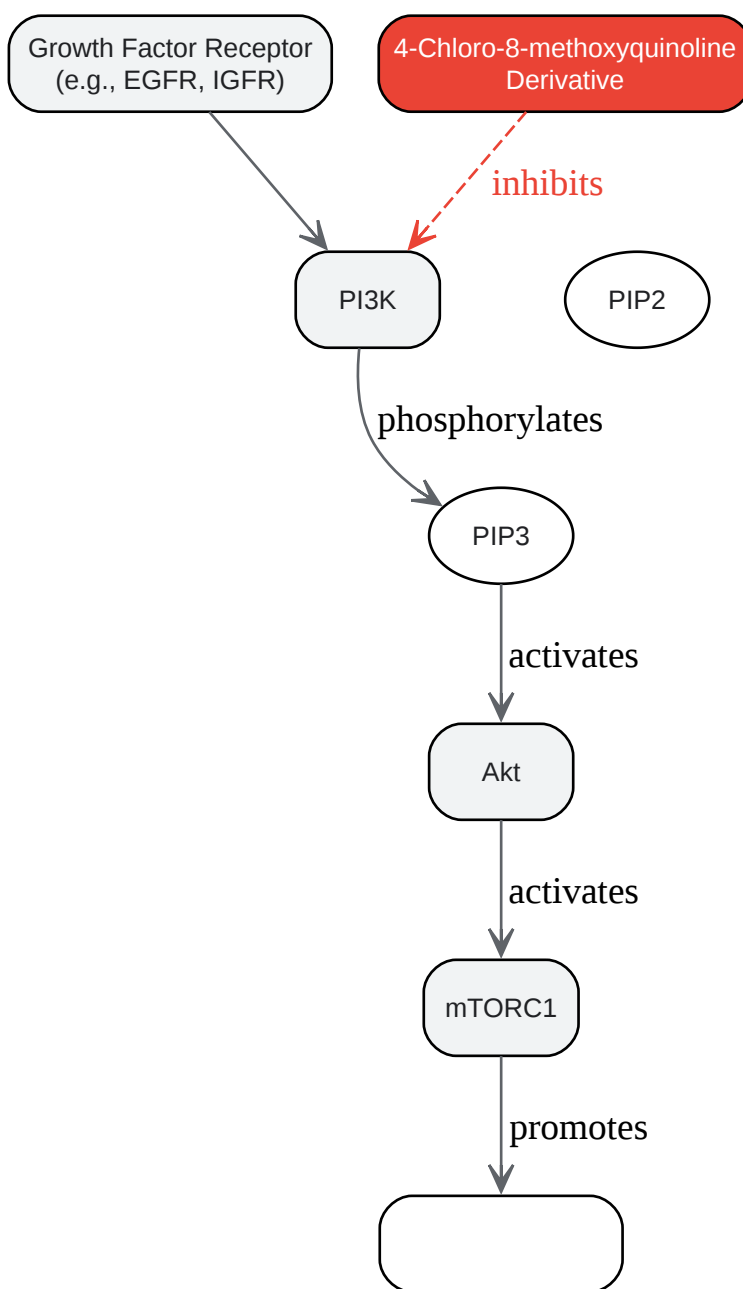 Growth Factor Receptor
(e.g., EGFR, IGFR)
4-Chloro-8-methoxyquinoline
Derivative
inhibits
PI3K
PIP2
phosphorylates
PIP3
activates
Akt
activates
mTORC1
promotes